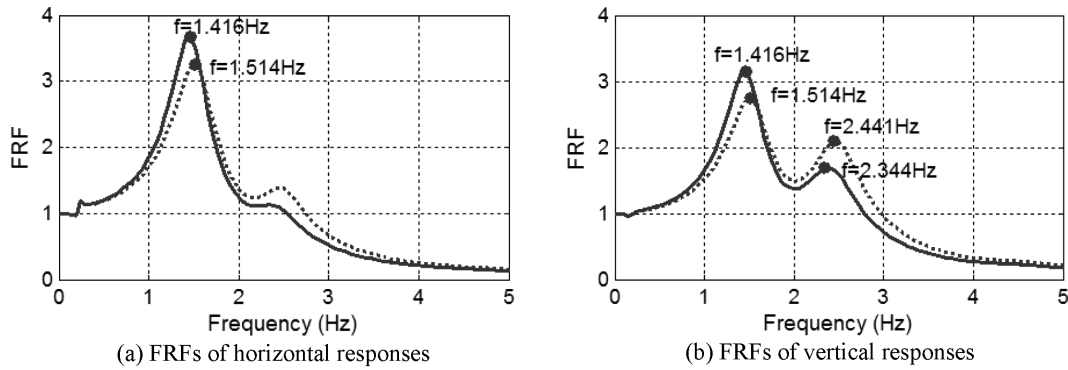 4
3
2
1
0
FRF
f=1.416Hz
f=1.514Hz
0 1 2 3 4 5
Frequency (Hz)
(a) FRFs of horizontal responses
4
3
2
1
0
FRF
f=1.416Hz
f=1.514Hz
f=2.441Hz
f=2.344Hz
0 1 2 3 4 5
Frequency (Hz)
(b) FRFs of vertical responses